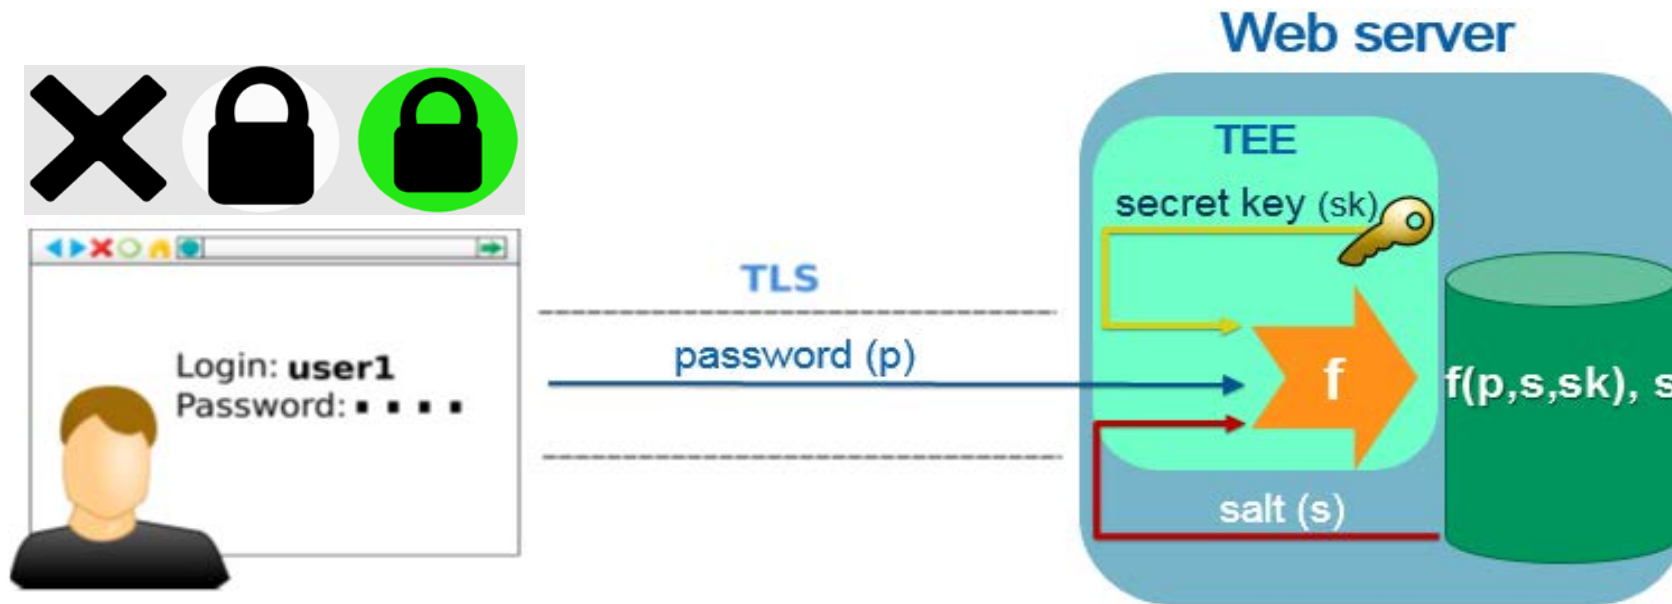 Web server
TEE
secret key (sk)
TLS
password (p)
Login: user1
Password:
f
f(p,s,sk), s
salt (s)